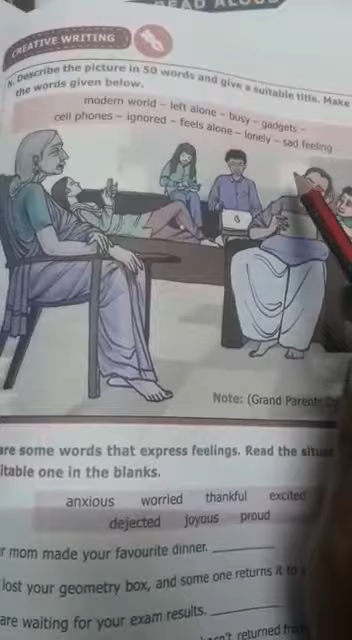 READ ALOUD
CREATIVE WRITING
Describe the picture in 50 words and give a suitable title. Make
the words given below.
modern world – left alone – busy – gadgets –
cell phones – ignored – feels alone – lonely – sad feeling
Note: (Grand Parents
are some words that express feelings. Read the
table one in the blanks.
anxious worried thankful excited
dejected joyous proud
r mom made your favourite dinner.
lost your geometry box, and some one returns it to
are waiting for your exam results.
returned